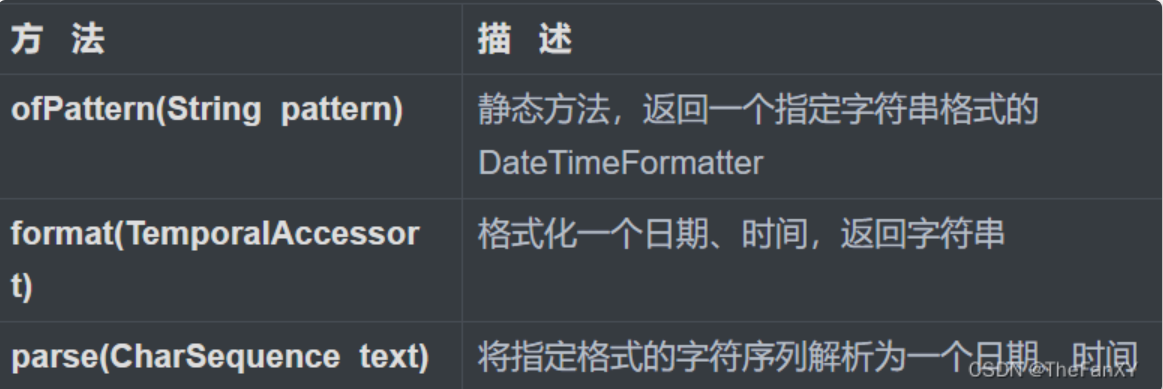 方 法
描 述
ofPattern(String pattern)
静态方法，返回一个指定字符串格式的
DateTimeFormatter
format(TemporalAccessor
t)
格式化一个日期、时间，返回字符串
parse(CharSequence text)
将指定格式的字符序列解析为一个日期、时间
CSDN @TheFanXY